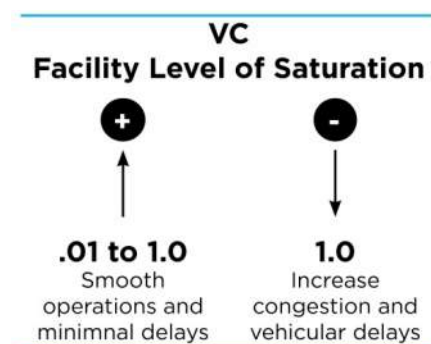 VC
Facility Level of Saturation
+
-
.01 to 1.0
Smooth
operations and
minimnal delays
1.0
Increase
congestion and
vehicular delays